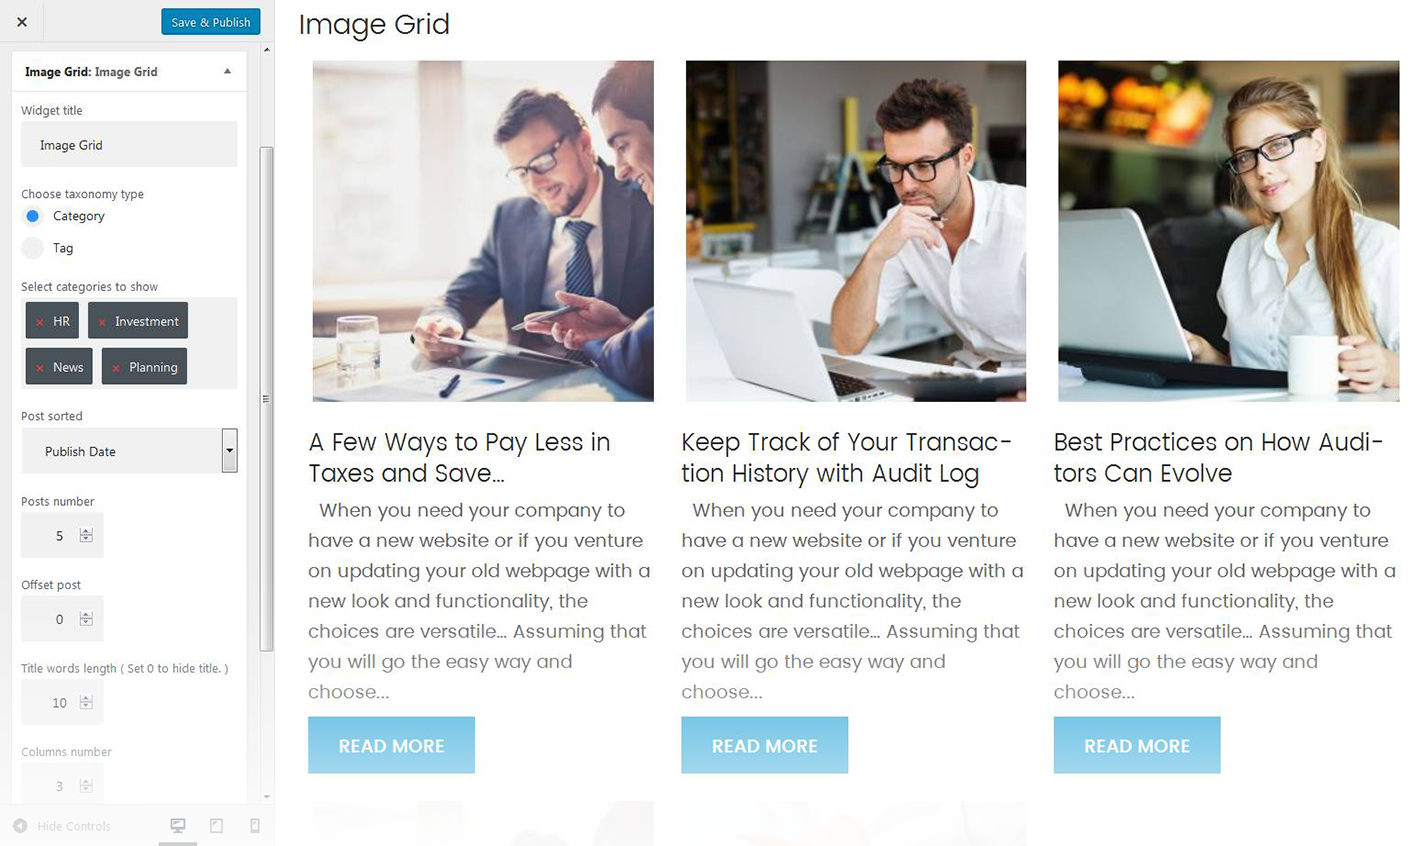 Save & Publish
Image Grid: Image Grid
Widget title
Image Grid
Choose taxonomy type
Category
Tag
Select categories to show
× HR
× Investment
× News
× Planning
Post sorted
Publish Date
Posts number
5
Offset post
0
Title words length ( Set 0 to hide title. )
10
Columns number
3
Hide Controls
Image Grid
A Few Ways to Pay Less in
Taxes and Save...
When you need your company to
have a new website or if you venture
on updating your old webpage with a
new look and functionality, the
choices are versatile... Assuming that
you will go the easy way and
choose...
READ MORE
Keep Track of Your Transac-
tion History with Audit Log
When you need your company to
have a new website or if you venture
on updating your old webpage with a
new look and functionality, the
choices are versatile... Assuming that
you will go the easy way and
choose...
READ MORE
Best Practices on How Audi-
tors Can Evolve
When you need your company to
have a new website or if you venture
on updating your old webpage with a
new look and functionality, the
choices are versatile... Assuming that
you will go the easy way and
choose...
READ MORE